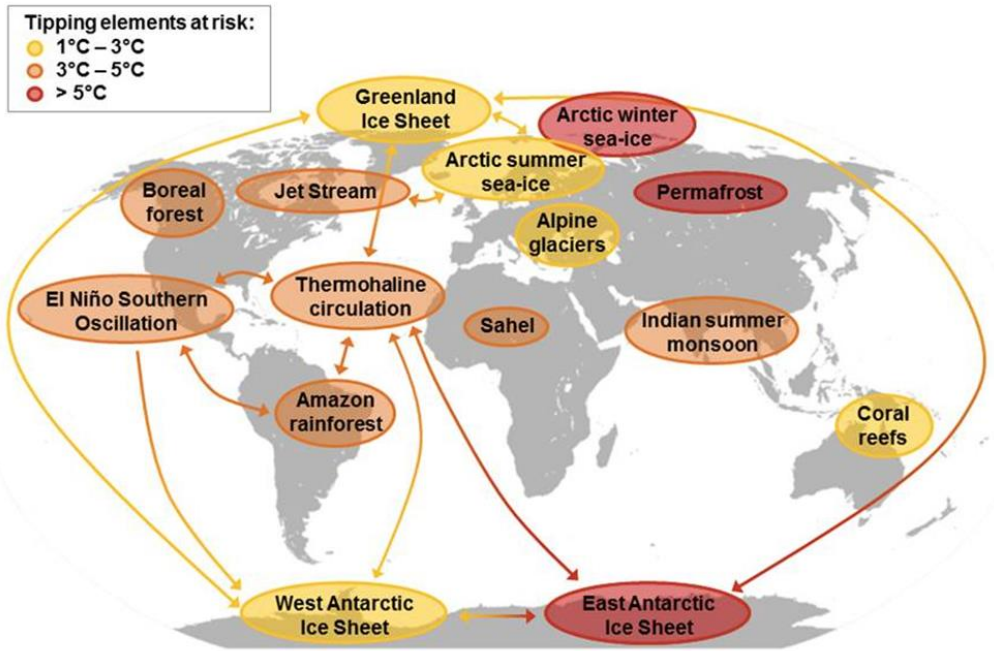 Tipping elements at risk:
1°C – 3°C
3°C – 5°C
> 5°C
Greenland
Ice Sheet
Arctic winter
sea-ice
Arctic summer
sea-ice
Boreal
forest
Jet Stream
Permafrost
Alpine
glaciers
El Niño Southern
Oscillation
Thermohaline
circulation
Sahel
Indian summer
monsoon
Amazon
rainforest
Coral
reefs
West Antarctic
Ice Sheet
East Antarctic
Ice Sheet